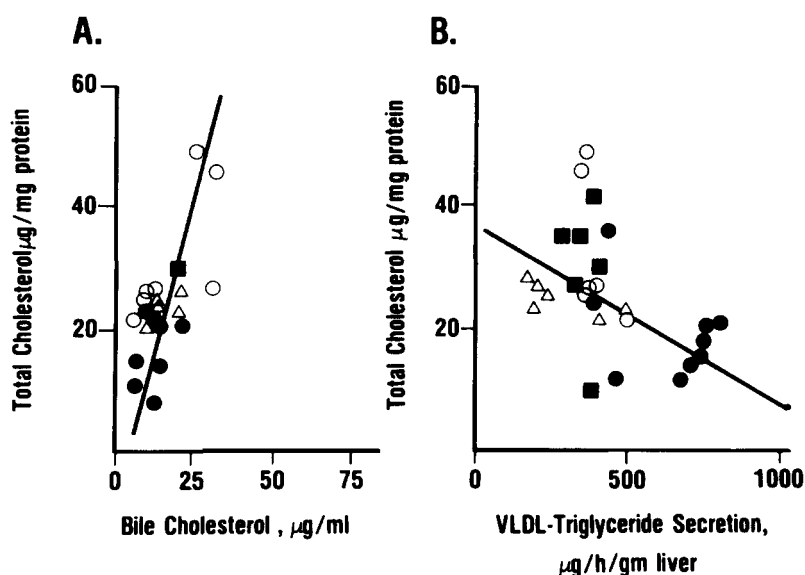 A.
Total Cholesterolμg/mg protein
60
40
20
0
25
50
75
Bile Cholesterol , μg/ml
B.
Total Cholesterol μg/mg protein
60
40
20
0
500
1000
VLDL-Triglyceride Secretion,
μg/h/gm liver